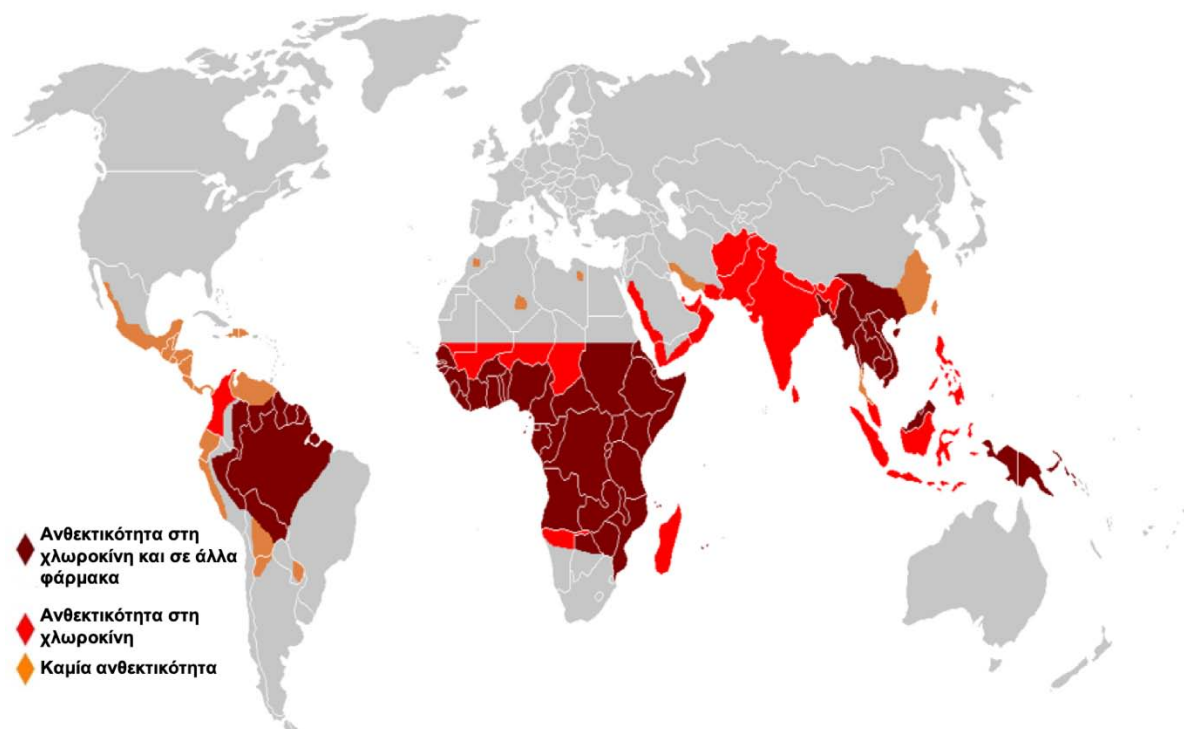 Ανθεκτικότητα στη
χλωροκίνη και σε άλλα
φάρμακα
Ανθεκτικότητα στη
χλωροκίνη
Καμία ανθεκτικότητα